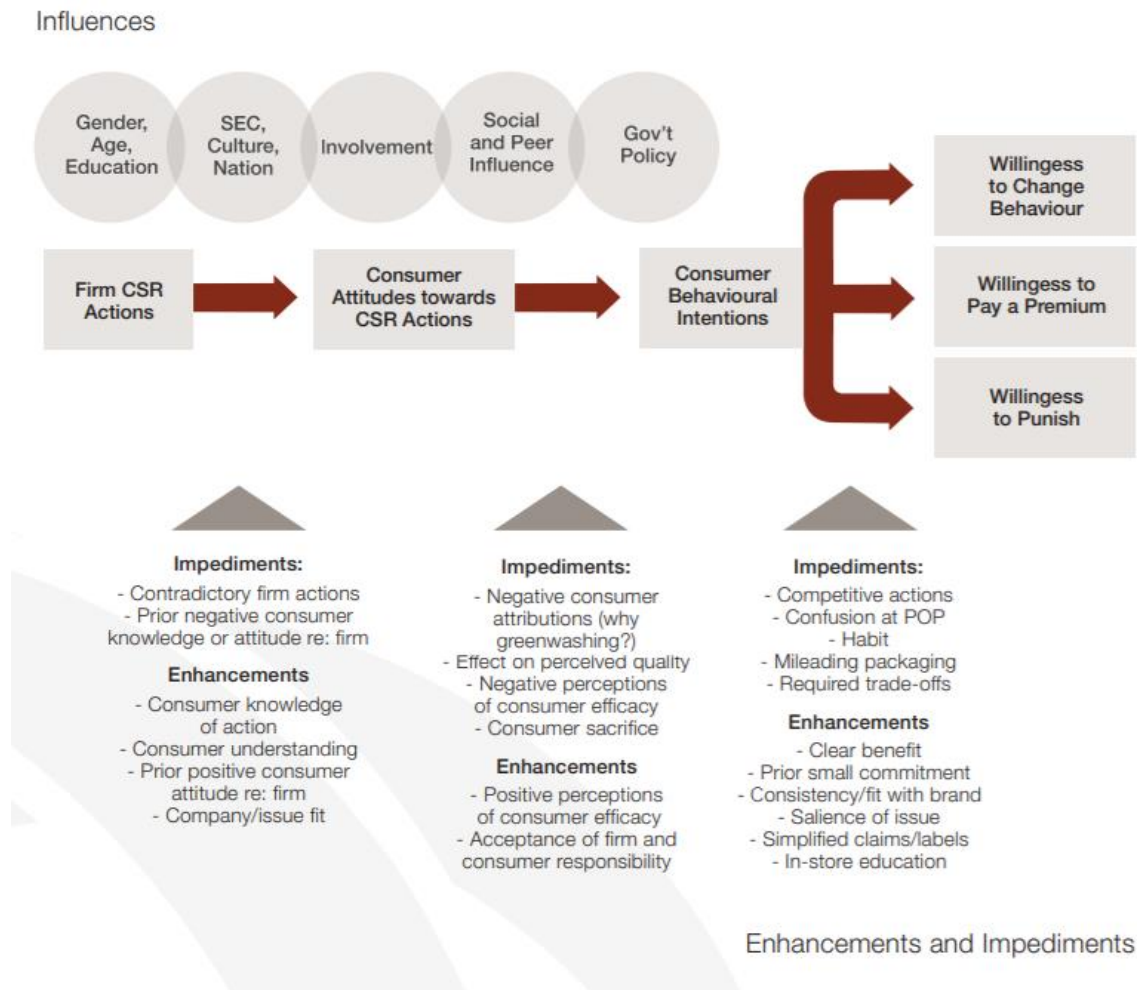 Influences
Gender,
Age,
Education
SEC,
Culture,
Nation
Involvement
Social
and Peer
Influence
Gov't
Policy
Firm CSR
Actions
Consumer
Attitudes towards
CSR Actions
Consumer
Behavioural
Intentions
Willingess
to Change
Behaviour
Willingess to
Pay a Premium
Willingess
to Punish
Impediments:
- Contradictory firm actions
- Prior negative consumer
knowledge or attitude re: firm
Enhancements
- Consumer knowledge
of action
- Consumer understanding
- Prior positive consumer
attitude re: firm
- Company/issue fit
Impediments:
- Negative consumer
attributions (why
greenwashing?)
- Effect on perceived quality
- Negative perceptions
of consumer efficacy
- Consumer sacrifice
Enhancements
- Positive perceptions
of consumer efficacy
- Acceptance of firm and
consumer responsibility
Impediments:
- Competitive actions
- Confusion at POP
- Habit
- Mileading packaging
- Required trade-offs
Enhancements
- Clear benefit
- Prior small commitment
- Consistency/fit with brand
- Salience of issue
- Simplified claims/labels
- In-store education
Enhancements and Impediments